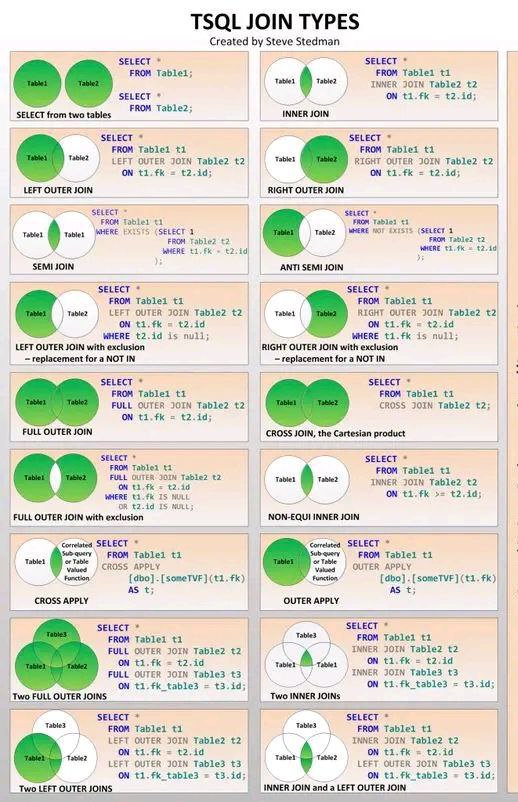 TSQL JOIN TYPES
Created by Steve Stedman
Table1
Table2
SELECT *
FROM Table1;
SELECT *
FROM Table2;
SELECT from two tables
Table1
Table2
SELECT *
FROM Table1 t1
INNER JOIN Table2 t2
ON t1.fk = t2.id;
INNER JOIN
Table1
Table2
SELECT *
FROM Table1 t1
LEFT OUTER JOIN Table2 t2
ON t1.fk = t2.id;
LEFT OUTER JOIN
Table1
Table2
SELECT *
FROM Table1 t1
RIGHT OUTER JOIN Table2 t2
ON t1.fk = t2.id;
RIGHT OUTER JOIN
Table1
Table1
SELECT *
FROM Table1 t1
WHERE EXISTS (SELECT 1
FROM Table2 t2
WHERE t1.fk = t2.id
);
SEMI JOIN
Table1
Table2
SELECT *
FROM Table1 t1
WHERE NOT EXISTS (SELECT 1
FROM Table2 t2
WHERE t1.fk = t2.id
);
ANTI SEMI JOIN
Table1
Table2
SELECT *
FROM Table1 t1
LEFT OUTER JOIN Table2 t2
ON t1.fk = t2.id
WHERE t2.id is null;
LEFT OUTER JOIN with exclusion
– replacement for a NOT IN
Table1
Table2
SELECT *
FROM Table1 t1
RIGHT OUTER JOIN Table2 t2
ON t1.fk = t2.id
WHERE t1.fk is null;
RIGHT OUTER JOIN with exclusion
– replacement for a NOT IN
Table1
Table2
SELECT *
FROM Table1 t1
FULL OUTER JOIN Table2 t2
ON t1.fk = t2.id;
FULL OUTER JOIN
Table1
Table2
SELECT *
FROM Table1 t1
CROSS JOIN Table2 t2;
CROSS JOIN, the Cartesian product
Table1
Table2
SELECT *
FROM Table1 t1
FULL OUTER JOIN Table2 t2
ON t1.fk = t2.id
WHERE t1.fk IS NULL
OR t2.id IS NULL;
FULL OUTER JOIN with exclusion
Table1
Table2
SELECT *
FROM Table1 t1
INNER JOIN Table2 t2
ON t1.fk >= t2.id;
NON-EQUI INNER JOIN
Table1
Correlated
Sub-query
or Table
Valued
Function
SELECT *
FROM Table1 t1
CROSS APPLY
[dbo].[someTVF](t1.fk)
AS t;
CROSS APPLY
Table1
Correlated
Sub-query
or Table
Valued
Function
SELECT *
FROM Table1 t1
OUTER APPLY
[dbo].[someTVF](t1.fk)
AS t;
OUTER APPLY
Table3
Table1
Table2
SELECT *
FROM Table1 t1
FULL OUTER JOIN Table2 t2
ON t1.fk = t2.id
FULL OUTER JOIN Table3 t3
ON t1.fk_table3 = t3.id;
Two FULL OUTER JOINS
Table3
Table1
Table2
SELECT *
FROM Table1 t1
INNER JOIN Table2 t2
ON t1.fk = t2.id
INNER JOIN Table3 t3
ON t1.fk_table3 = t3.id;
Two INNER JOINs
Table3
Table1
Table2
SELECT *
FROM Table1 t1
LEFT OUTER JOIN Table2 t2
ON t1.fk = t2.id
LEFT OUTER JOIN Table3 t3
ON t1.fk_table3 = t3.id;
Two LEFT OUTER JOINS
Table3
Table1
Table2
SELECT *
FROM Table1 t1
INNER JOIN Table2 t2
ON t1.fk = t2.id
LEFT OUTER JOIN Table3 t3
ON t1.fk_table3 = t3.id;
INNER JOIN and a LEFT OUTER JOIN